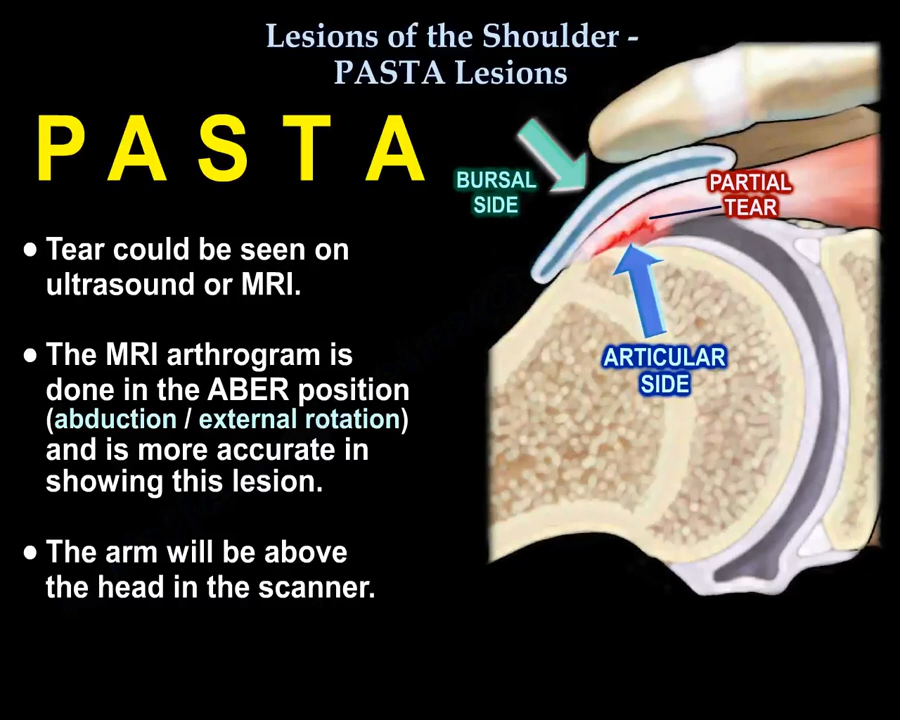 Lesions of the Shoulder -
PASTA Lesions
P A S T A
• Tear could be seen on
ultrasound or MRI.
• The MRI arthrogram is
done in the ABER position
(abduction / external rotation)
and is more accurate in
showing this lesion.
• The arm will be above
the head in the scanner.
BURSAL
SIDE
PARTIAL
TEAR
ARTICULAR
SIDE